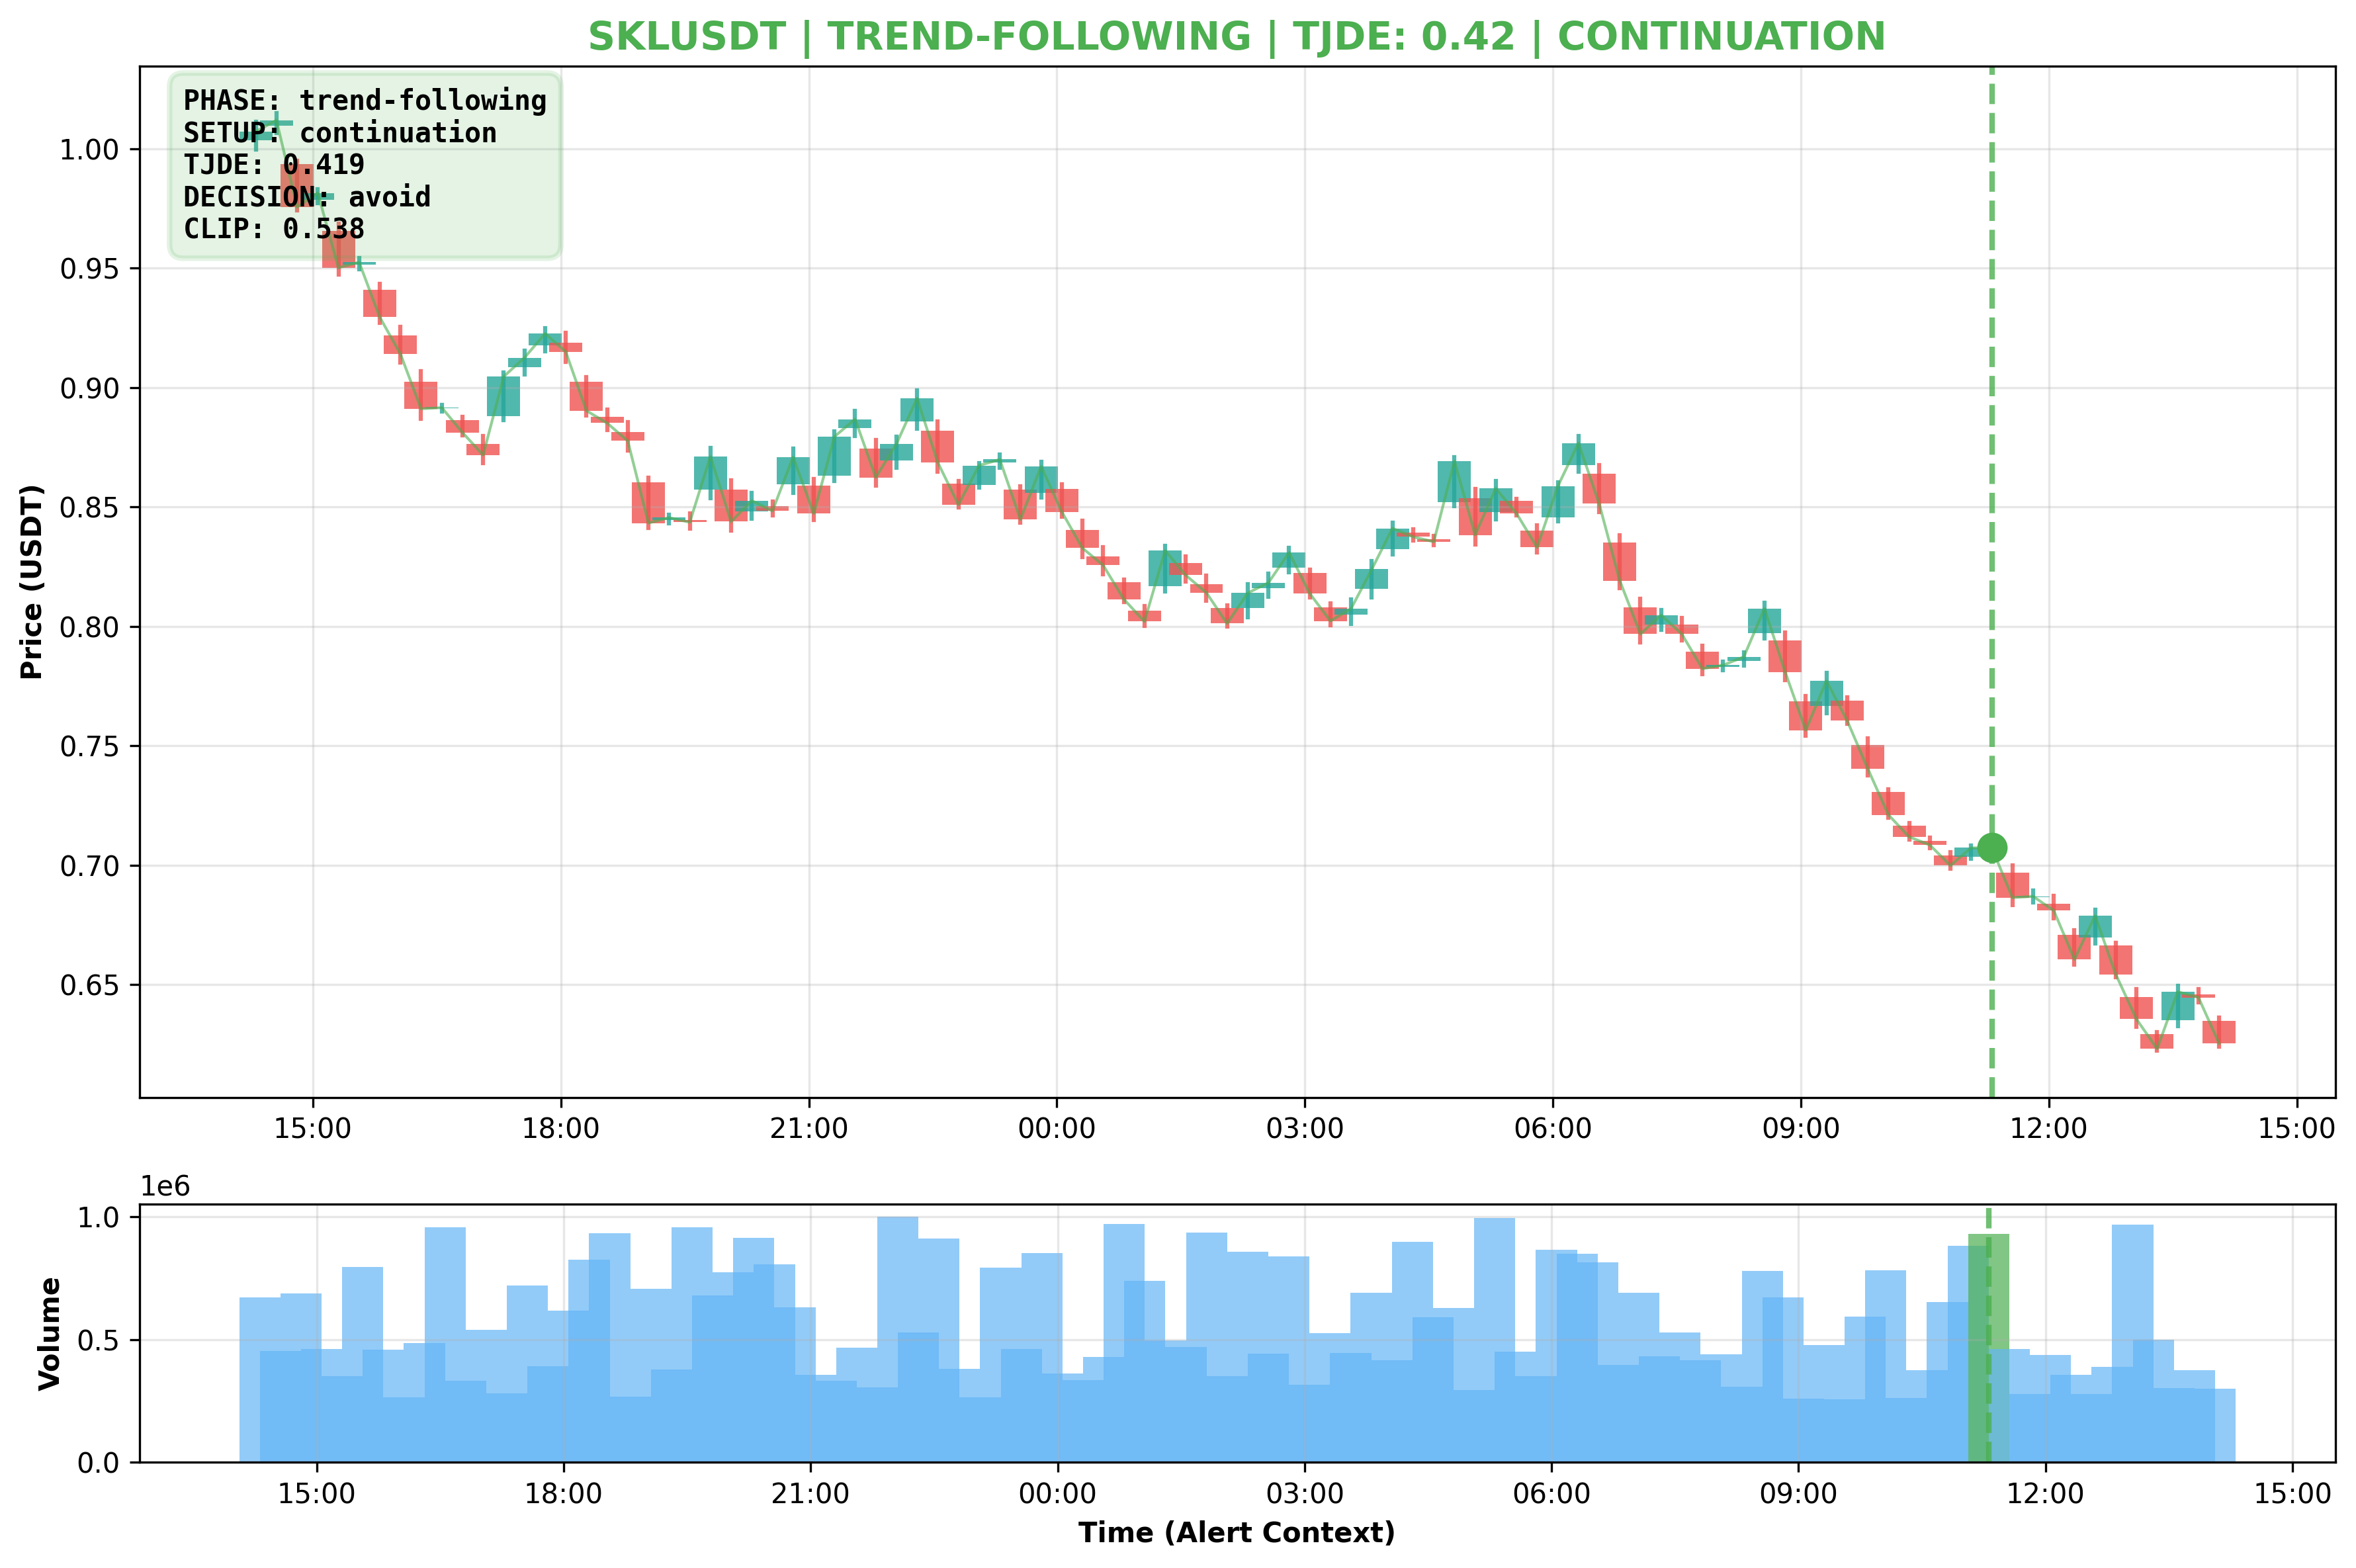 SKLUSDT | TREND-FOLLOWING | TJDE: 0.42 | CONTINUATION
PHASE: trend-following
SETUP: continuation
TJDE: 0.419
DECISION: avoid
CLIP: 0.538
Price (USDT)
1.00
0.95
0.90
0.85
0.80
0.75
0.70
0.65
15:00 18:00 21:00 00:00 03:00 06:00 09:00 12:00 15:00
1e6
Volume
1.0
0.5
0.0
15:00 18:00 21:00 00:00 03:00 06:00 09:00 12:00 15:00
Time (Alert Context)